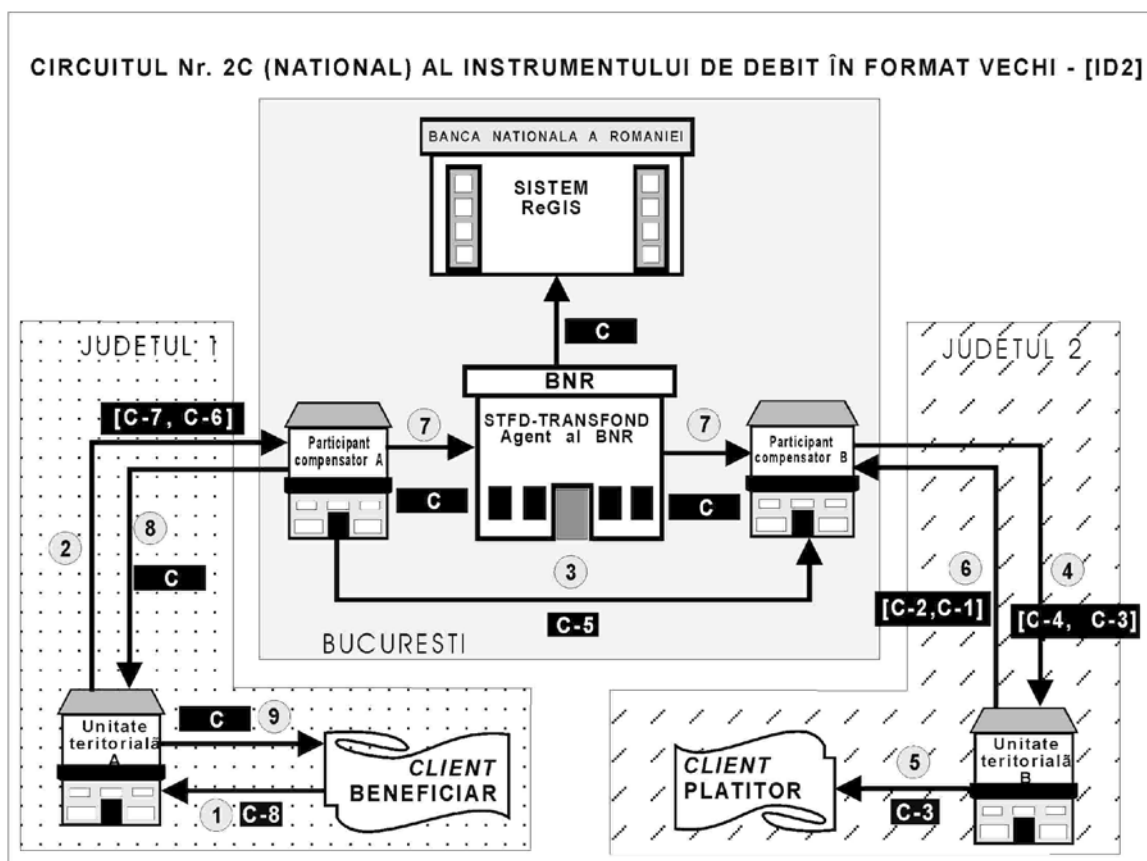 CIRCUITUL Nr. 2C (NATIONAL) AL INSTRUMENTULUI DE DEBIT ÎN FORMAT VECHI - [ID2]
BANCA NATIONALA A ROMANIEI
SISTEM
ReGIS
C
JUDETUL 1
JUDETUL 2
BNR
[C-7, C-6]
7
STFD-TRANSFOND
Agent al BNR
7
Participant
compensator A
Participant
compensator B
C
C
2
8
3
6
4
C
C-5
[C-2,C-1]
[C-4, C-3]
BUCURESTI
C
9
Unitate
teritorială
A
CLIENT
BENEFICIAR
1
C-8
CLIENT
PLATITOR
5
C-3
Unitate
teritorială
B